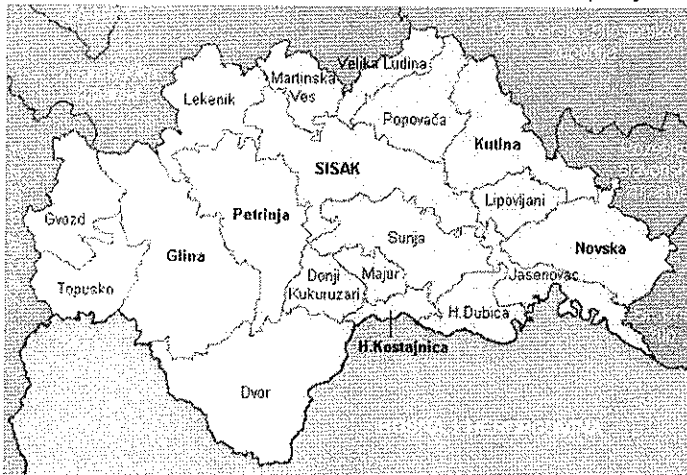 Velika Ludina
Martinska
Ves
Lekenik
Popovača
Kutina
SISAK
Lipovljani
Petrinja
Gvozd
Sunja
Glina
Novska
Topusko
Donji
Kukuruzari
Majur
Jasenovac
H.Dubica
H.Kostajnica
Dvor